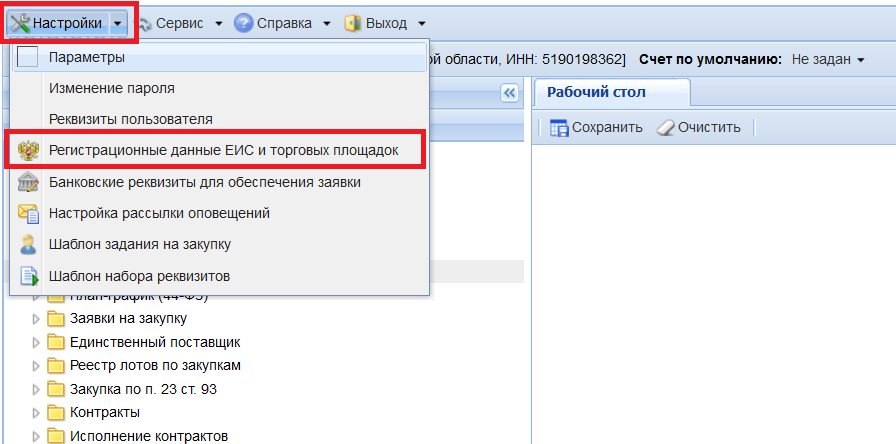 Настройки Сервис Справка Выход
Параметры
ой области, ИНН: 5190198362] Счет по умолчанию: Не задан
Изменение пароля
Рабочий стол
Реквизиты пользователя
Сохранить Очистить
Регистрационные данные ЕИС и торговых площадок
Банковские реквизиты для обеспечения заявки
Настройка рассылки оповещений
Шаблон задания на закупку
Шаблон набора реквизитов
План-график (44-ФЗ)
Заявки на закупку
Единственный поставщик
Реестр лотов по закупкам
Закупка по п. 23 ст. 93
Контракты
Исполнение контрактов